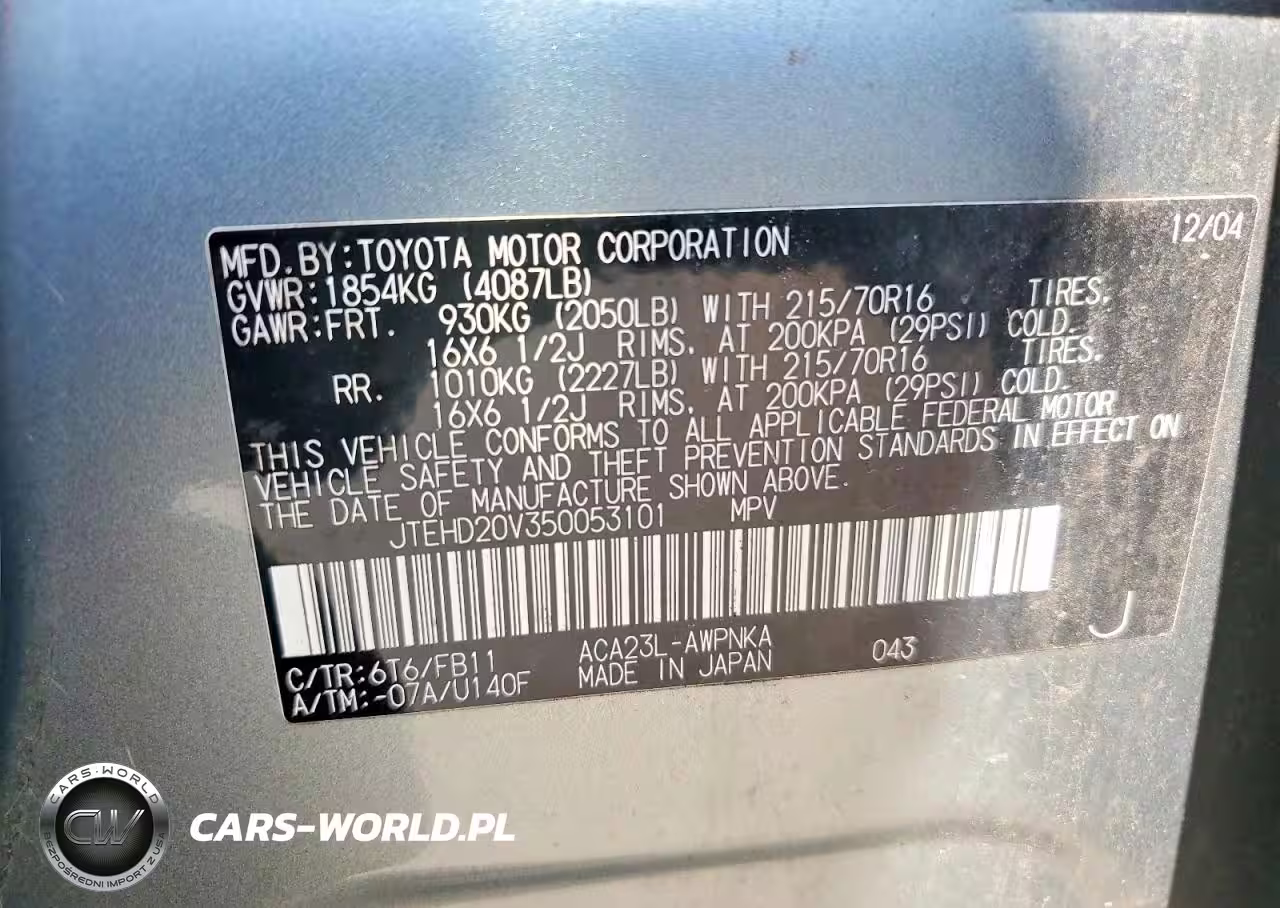 12/04
MFD. BY: TOYOTA MOTOR CORPORATION
GVWR: 1854KG (4087LB)
GAWR: FRT. 930KG (2050LB) WITH 215/70R16 TIRES,
16X6 1/2J RIMS, AT 200KPA (29PSI) COLD.
RR. 1010KG (2227LB) WITH 215/70R16 TIRES.
16X6 1/2J RIMS, AT 200KPA (29PSI) COLD.
THIS VEHICLE CONFORMS TO ALL APPLICABLE FEDERAL MOTOR
VEHICLE SAFETY AND THEFT PREVENTION STANDARDS IN EFFECT ON
THE DATE OF MANUFACTURE SHOWN ABOVE.
JTEHD20V350053101 MPV
C/TR: 6T6/FB11 ACA23L-AWPNKA 043 J
A/TM: -07A/U140F MADE IN JAPAN
CARS-WORLD
CW
BEZPOŚREDNI IMPORT Z USA
CARS-WORLD.PL